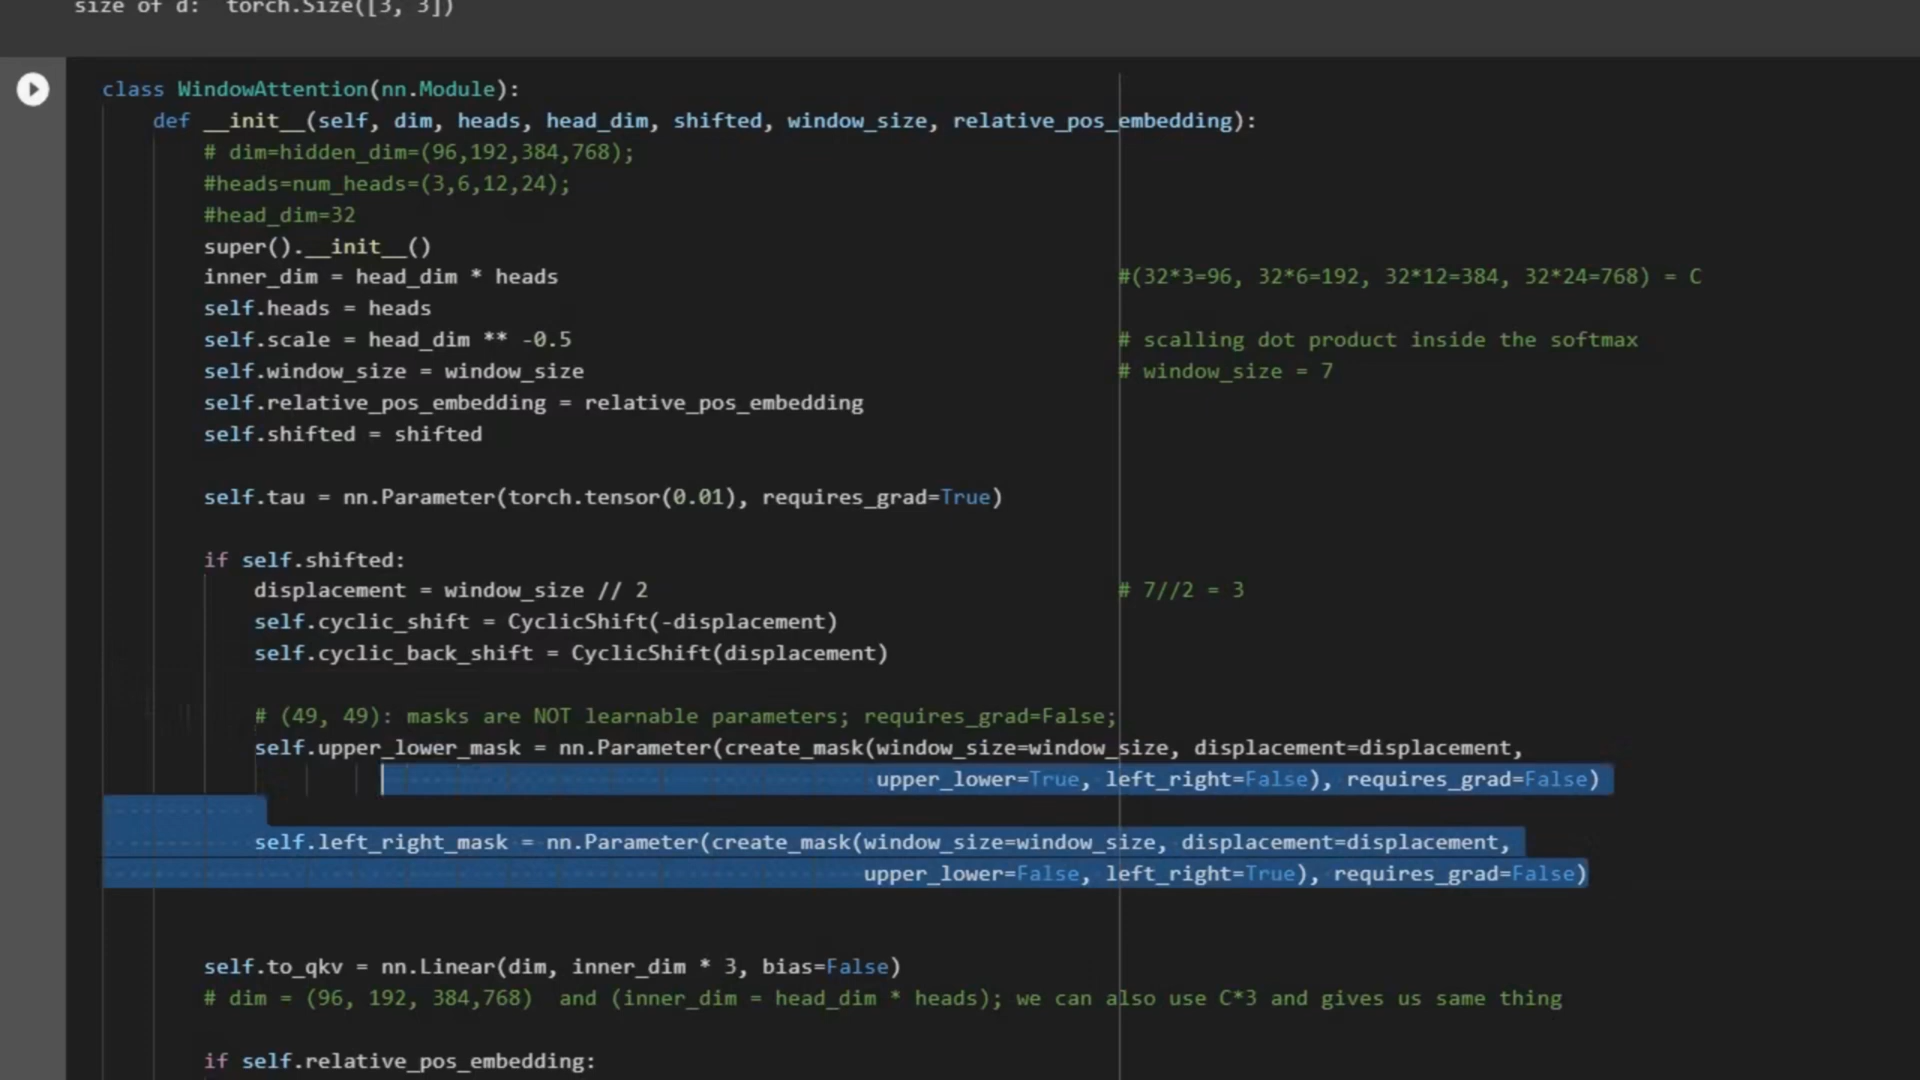 size of d:  torch.Size([3, 3])
class WindowAttention(nn.Module):
def __init__(self, dim, heads, head_dim, shifted, window_size, relative_pos_embedding):
# dim=hidden_dim=(96,192,384,768);
#heads=num_heads=(3,6,12,24);
#head_dim=32
super().__init__()
inner_dim = head_dim * heads #(32*3=96, 32*6=192, 32*12=384, 32*24=768) = C
self.heads = heads
self.scale = head_dim ** -0.5 # scalling dot product inside the softmax
self.window_size = window_size # window_size = 7
self.relative_pos_embedding = relative_pos_embedding
self.shifted = shifted
self.tau = nn.Parameter(torch.tensor(0.01), requires_grad=True)
if self.shifted:
displacement = window_size // 2 # 7//2 = 3
self.cyclic_shift = CyclicShift(-displacement)
self.cyclic_back_shift = CyclicShift(displacement)
# (49, 49): masks are NOT learnable parameters; requires_grad=False;
self.upper_lower_mask = nn.Parameter(create_mask(window_size=window_size, displacement=displacement,
upper_lower=True, left_right=False), requires_grad=False)
self.left_right_mask = nn.Parameter(create_mask(window_size=window_size, displacement=displacement,
upper_lower=False, left_right=True), requires_grad=False)
self.to_qkv = nn.Linear(dim, inner_dim * 3, bias=False)
# dim = (96, 192, 384,768)  and (inner_dim = head_dim * heads); we can also use C*3 and gives us same thing
if self.relative_pos_embedding: